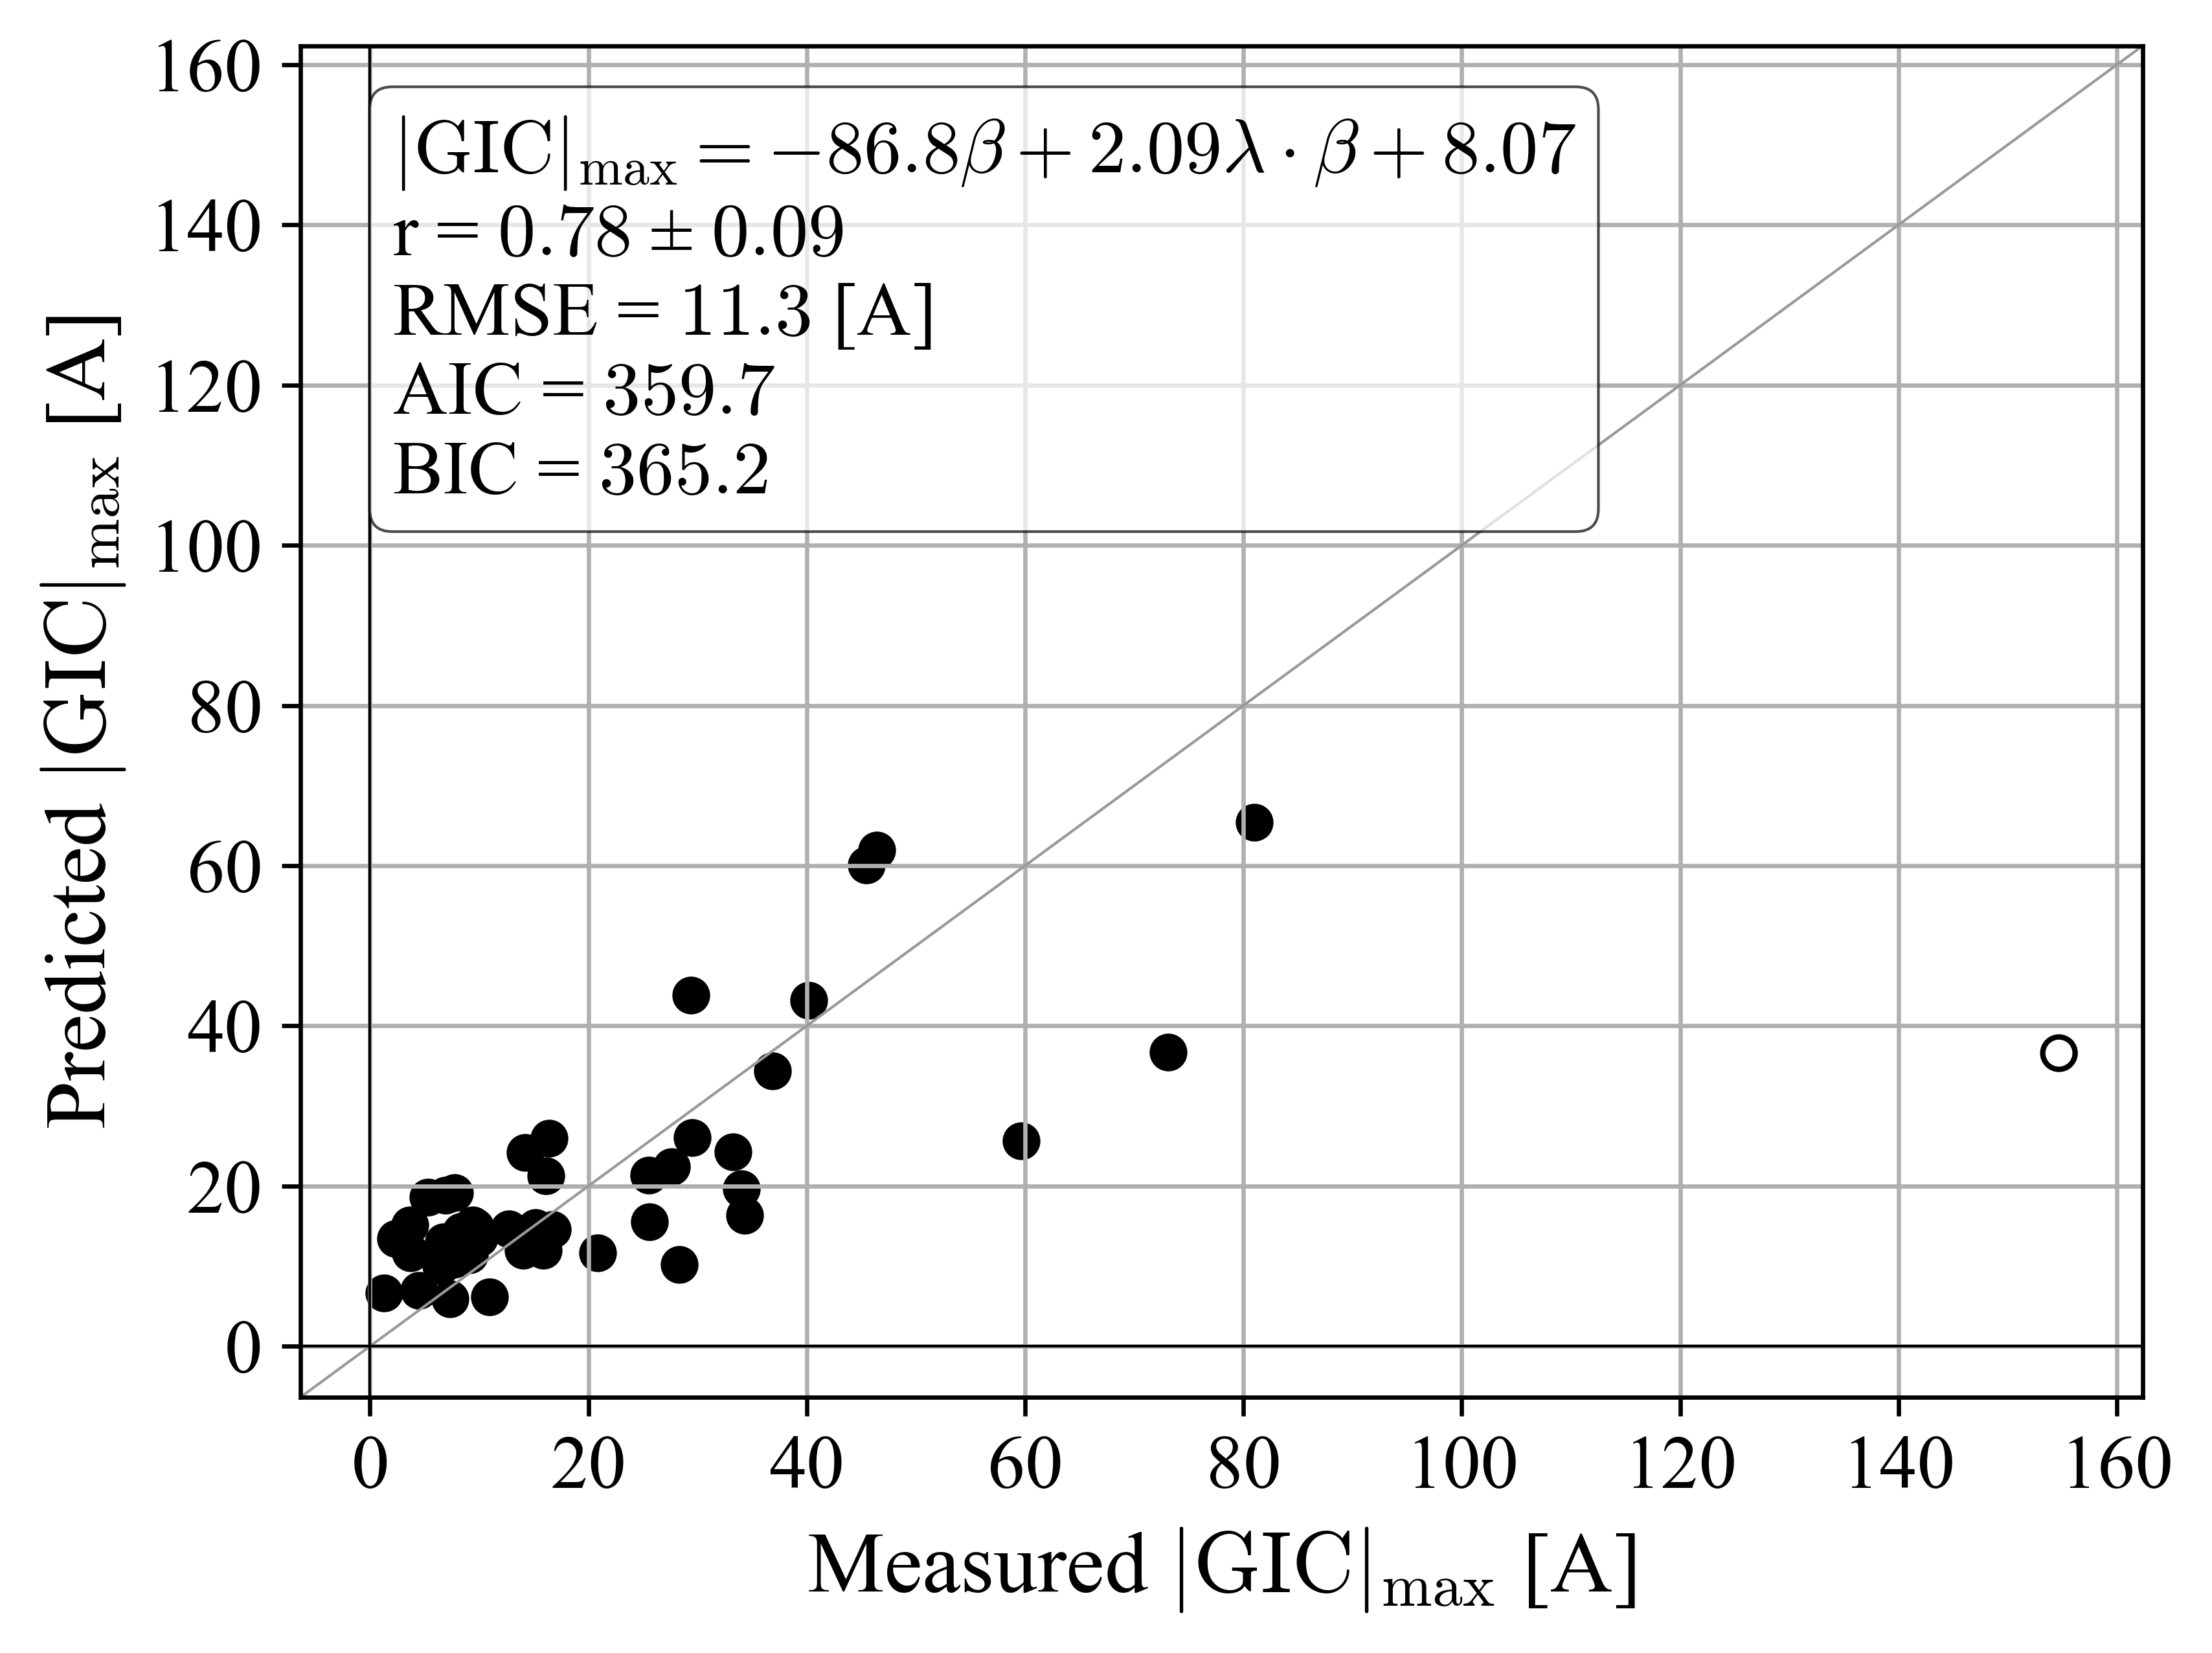 160
140
120
100
80
60
40
20
0
Predicted |GIC|max [A]
|GIC|max = −86.8β + 2.09λ · β + 8.07
r = 0.78 ± 0.09
RMSE = 11.3 [A]
AIC = 359.7
BIC = 365.2
0 20 40 60 80 100 120 140 160
Measured |GIC|max [A]